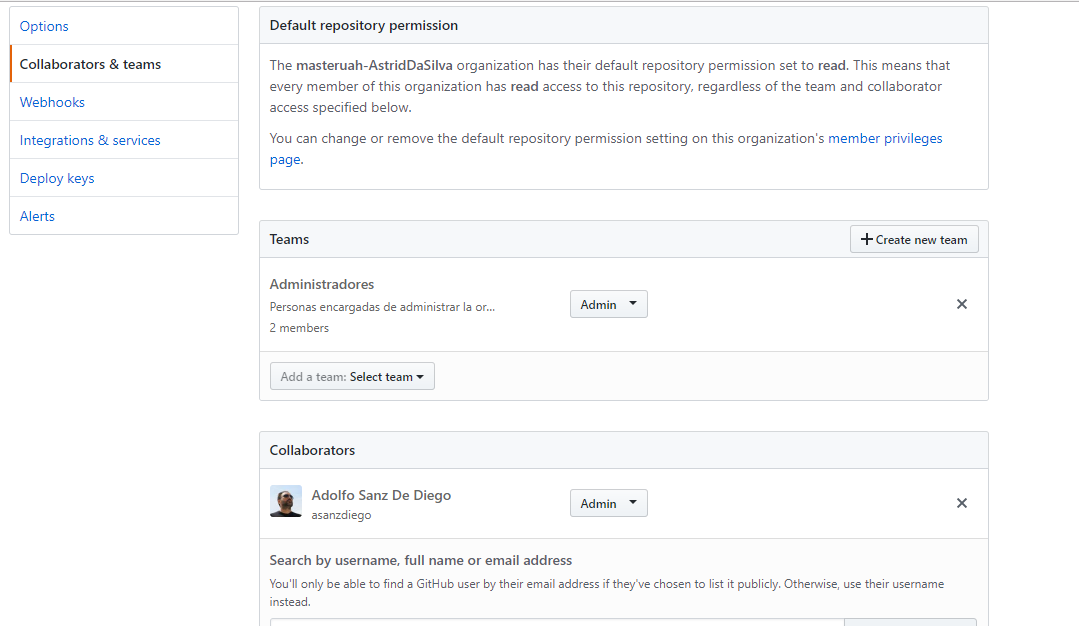 Options
Collaborators & teams
Webhooks
Integrations & services
Deploy keys
Alerts
Default repository permission
The masteruah-AstridDaSilva organization has their default repository permission set to read. This means that
every member of this organization has read access to this repository, regardless of the team and collaborator
access specified below.
You can change or remove the default repository permission setting on this organization's member privileges
page.
Teams
Create new team
Administradores
Personas encargadas de administrar la or...
2 members
Admin
Add a team: Select team
Collaborators
Adolfo Sanz De Diego
asanzdiego
Admin
Search by username, full name or email address
You'll only be able to find a GitHub user by their email address if they've chosen to list it publicly. Otherwise, use their username
instead.